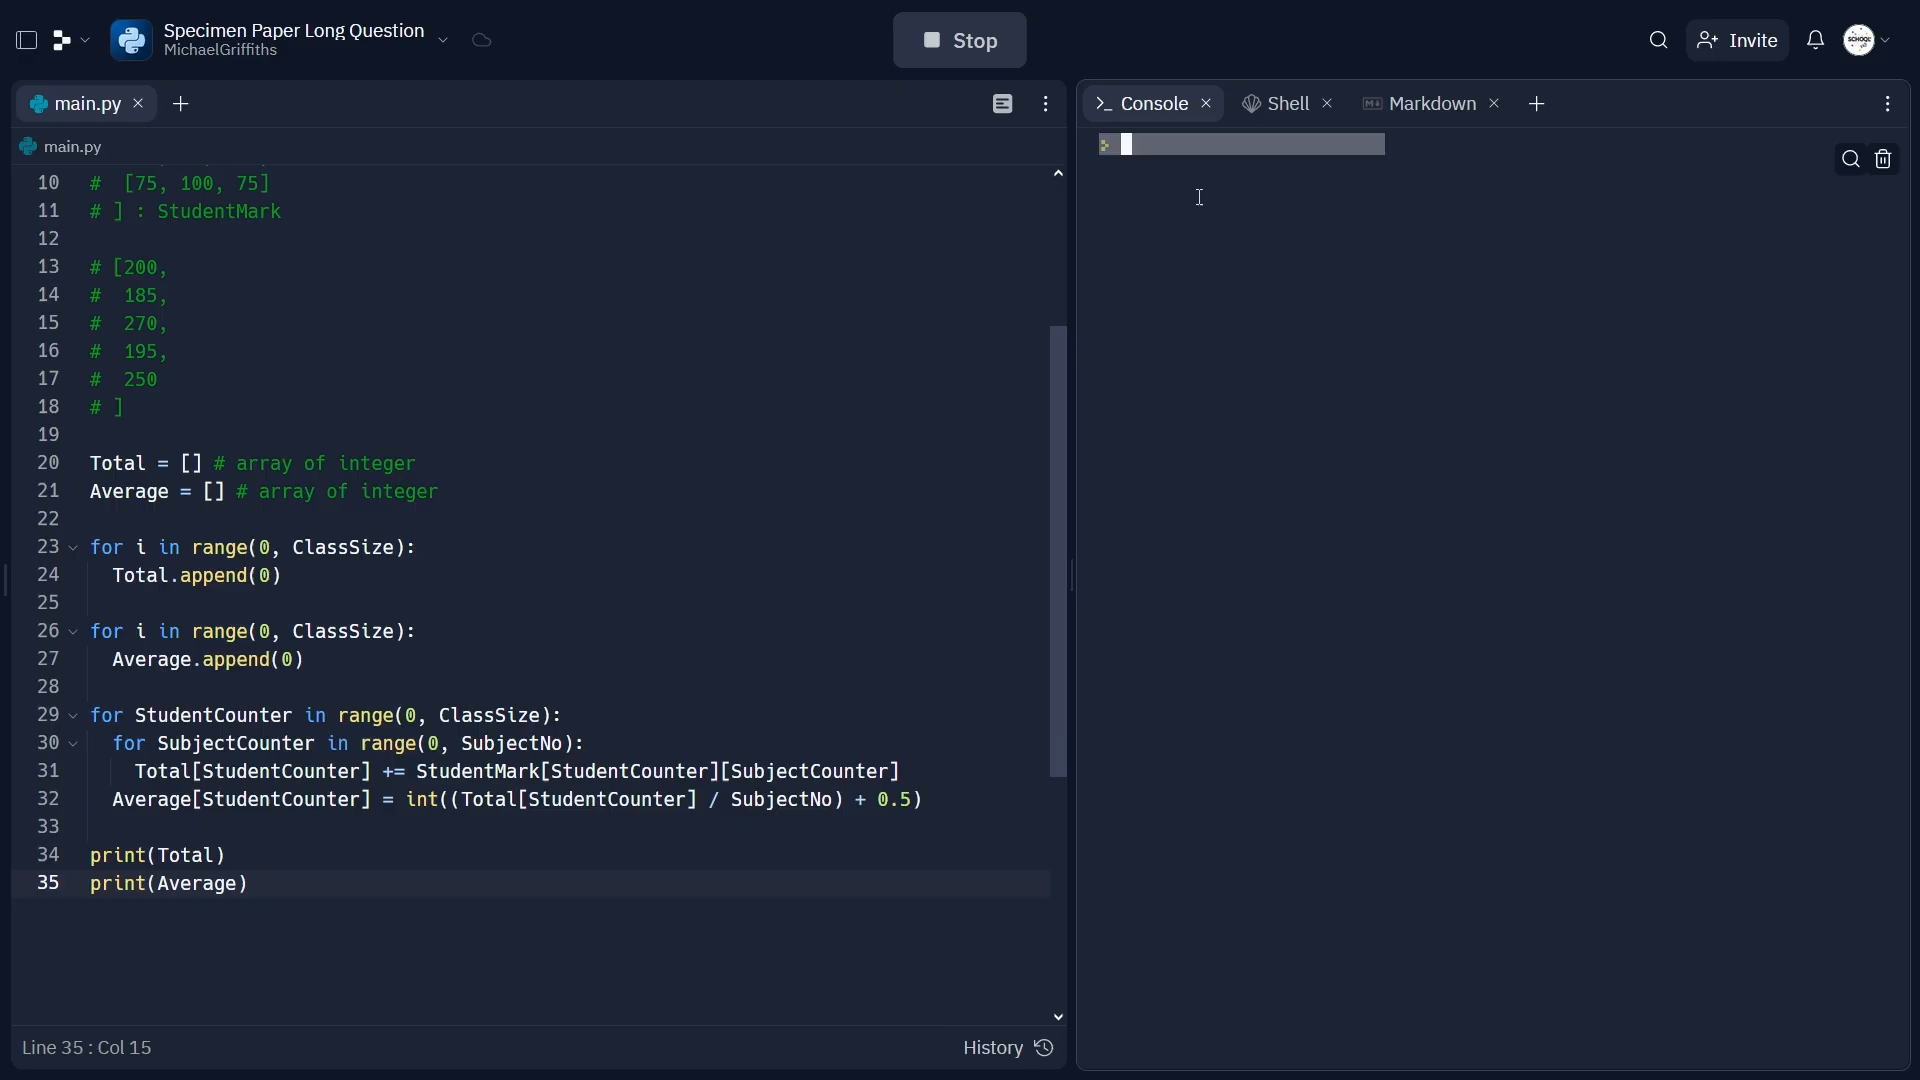 Specimen Paper Long Question
MichaelGriffiths
Stop
Invite
SCHOOL
main.py
Console
Shell
Markdown
main.py
10 # [75, 100, 75]
11 # ] : StudentMark
12
13 # [200,
14 # 185,
15 # 270,
16 # 195,
17 # 250
18 # ]
19
20 Total = [] # array of integer
21 Average = [] # array of integer
22
23 for i in range(0, ClassSize):
24 Total.append(0)
25
26 for i in range(0, ClassSize):
27 Average.append(0)
28
29 for StudentCounter in range(0, ClassSize):
30 for SubjectCounter in range(0, SubjectNo):
31 Total[StudentCounter] += StudentMark[StudentCounter][SubjectCounter]
32 Average[StudentCounter] = int((Total[StudentCounter] / SubjectNo) + 0.5)
33
34 print(Total)
35 print(Average)
Line 35 : Col 15
History